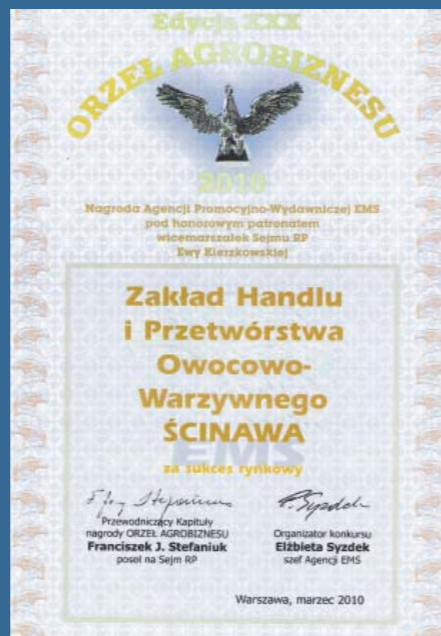 Edycja XXX
ORZEŁ AGROBIZNESU
2010
Nagroda Agencji Promocyjno-Wydawniczej EMS
pod honorowym patronatem
wicemarszałek Sejmu RP
Ewy Kierzkowskiej
Zakład Handlu
i Przetwórstwa
Owocowo-
Warzywnego
ŚCINAWA
EMS
za sukces rynkowy
Przewodniczący Kapituły
nagrody ORZEŁ AGROBIZNESU
Franciszek J. Stefaniuk
poseł na Sejm RP
Organizator konkursu
Elżbieta Syzdek
szef Agencji EMS
Warszawa, marzec 2010